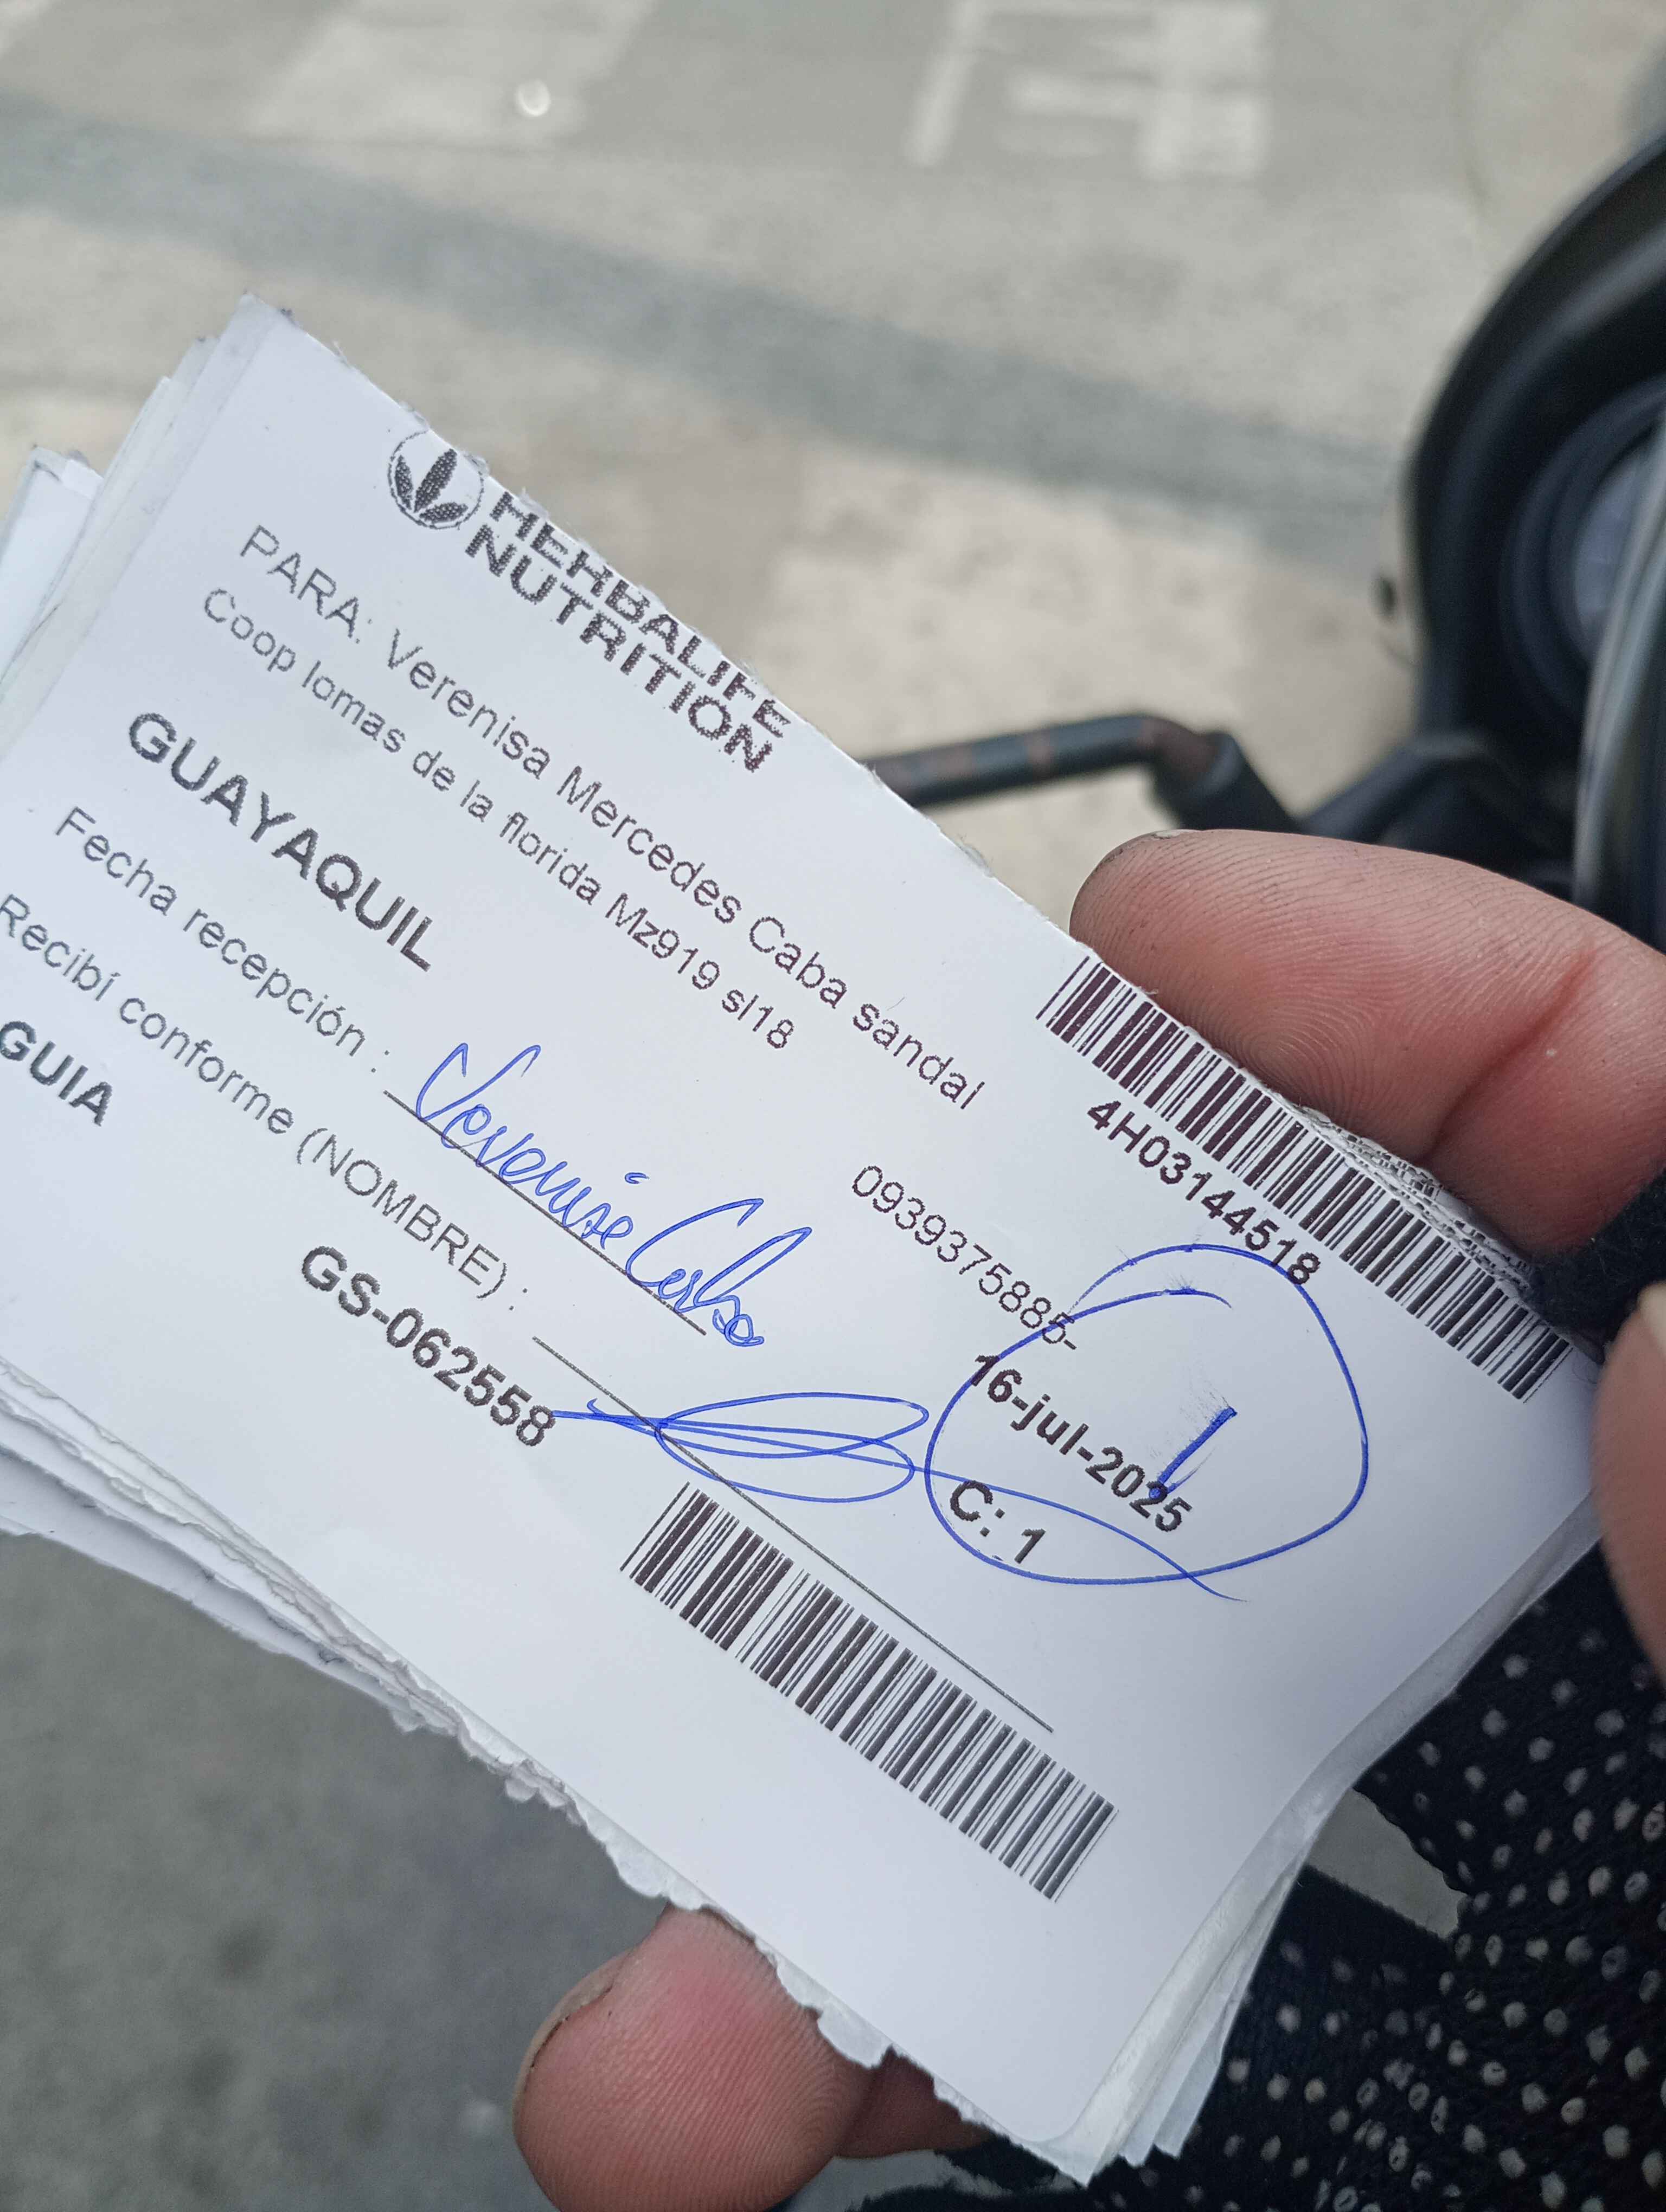 HERBALIFE
NUTRITION
PARA: Verenisa Mercedes Caba sandal
Coop lomas de la florida Mz919 sl18
4H03144518
GUAYAQUIL
0939375885-
Fecha recepción :
16-jul-2025
Recibí conforme (NOMBRE) :
C: 1
GUIA
GS-062558